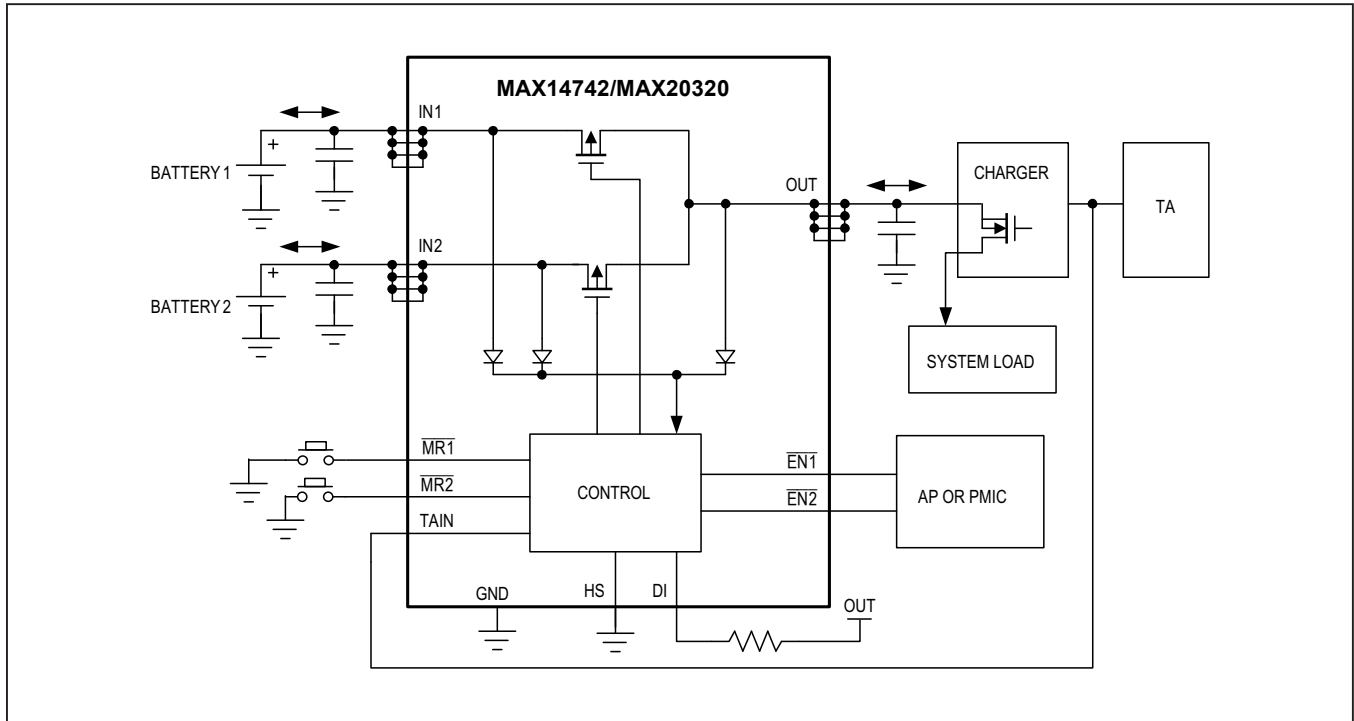 MAX14742/MAX20320
IN1
+
BATTERY 1
OUT
CHARGER
TA
IN2
+
BATTERY 2
SYSTEM LOAD
MR1
EN1
MR2
CONTROL
EN2
AP OR PMIC
TAIN
GND
HS
DI
OUT